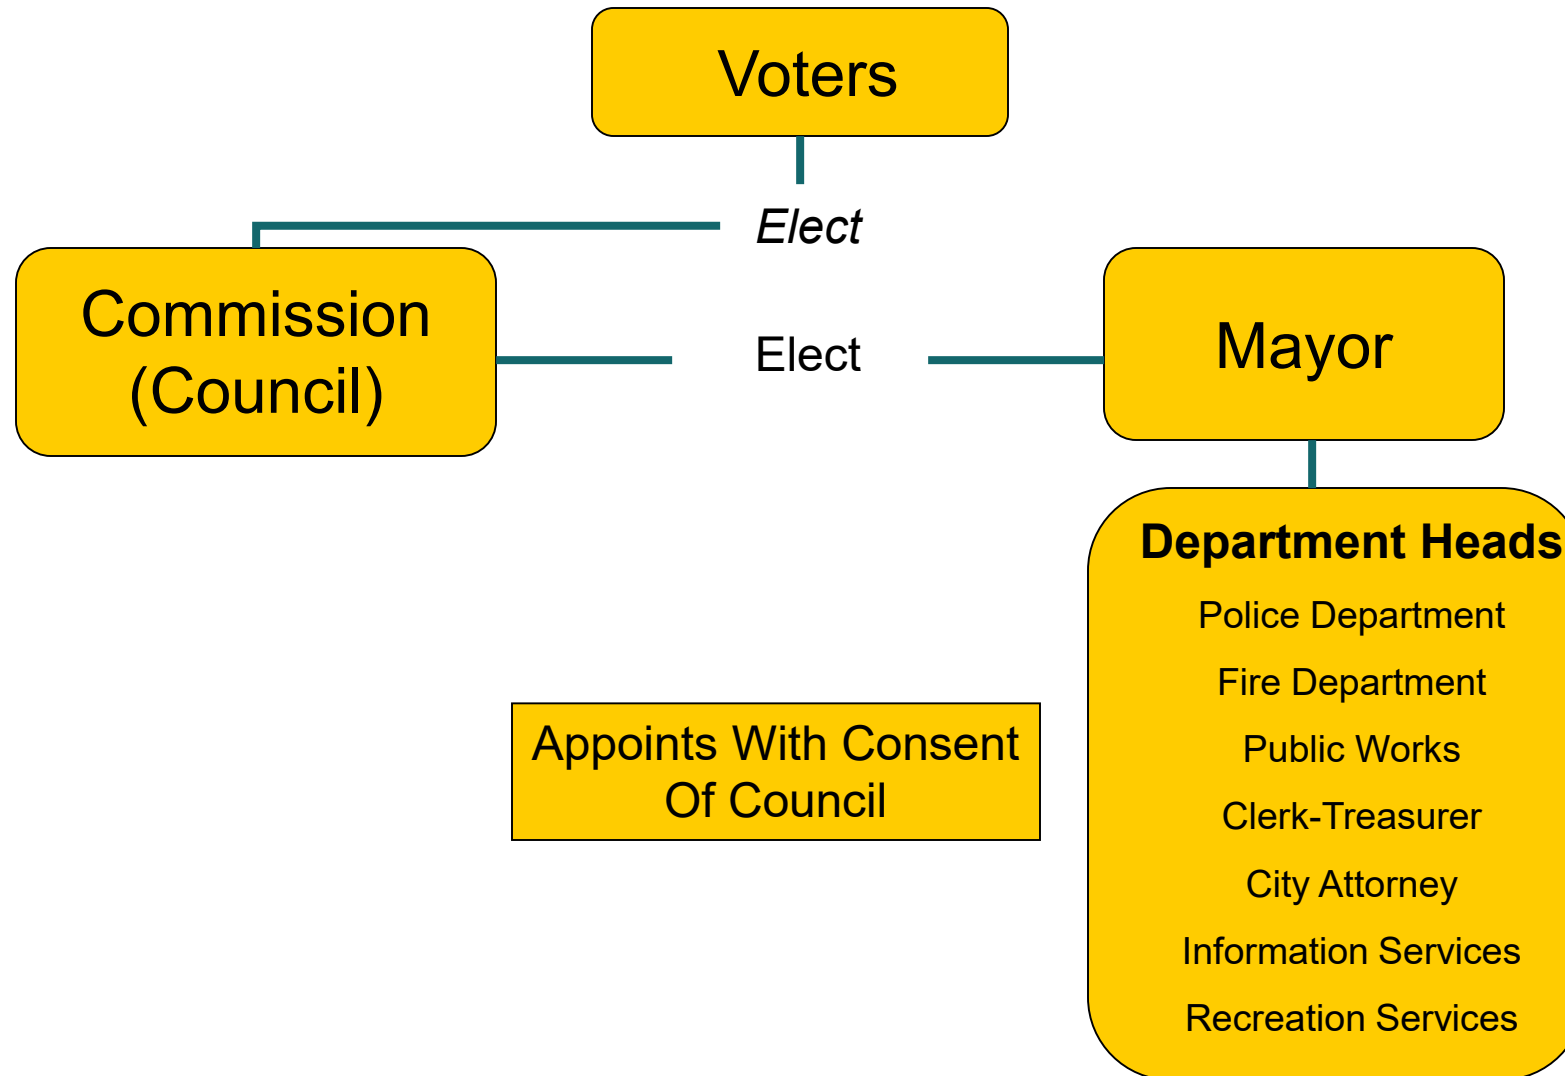 Voters
Elect
Commission
(Council)
Elect
Mayor
Department Heads
Police Department
Fire Department
Public Works
Clerk-Treasurer
City Attorney
Information Services
Recreation Services
Appoints With Consent
Of Council